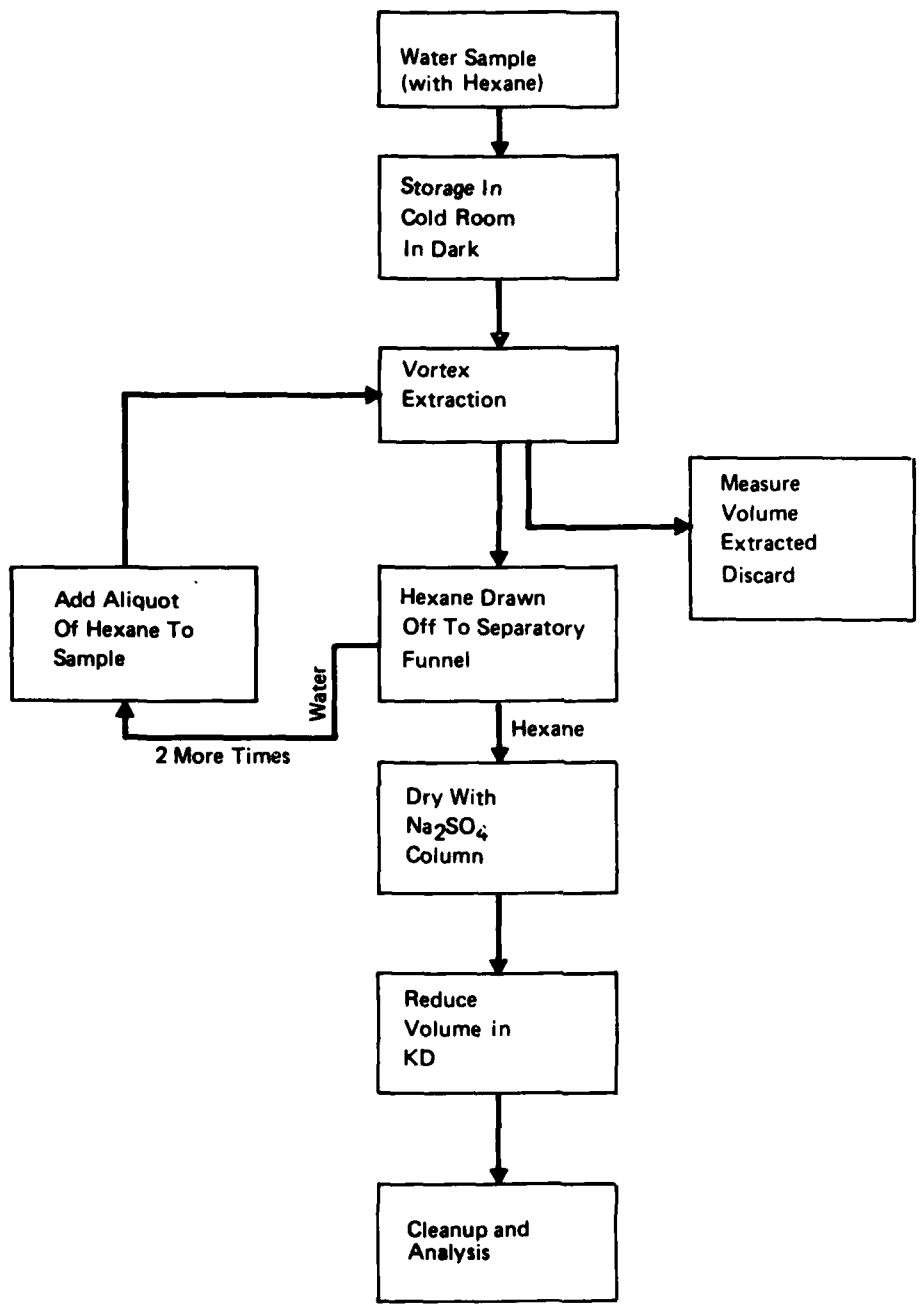 Water Sample
(with Hexane)
Storage In
Cold Room
In Dark
Vortex
Extraction
Measure
Volume
Extracted
Discard
Add Aliquot
Of Hexane To
Sample
Hexane Drawn
Off To Separatory
Funnel
Water
2 More Times
Hexane
Dry With
Na2SO4
Column
Reduce
Volume in
KD
Cleanup and
Analysis